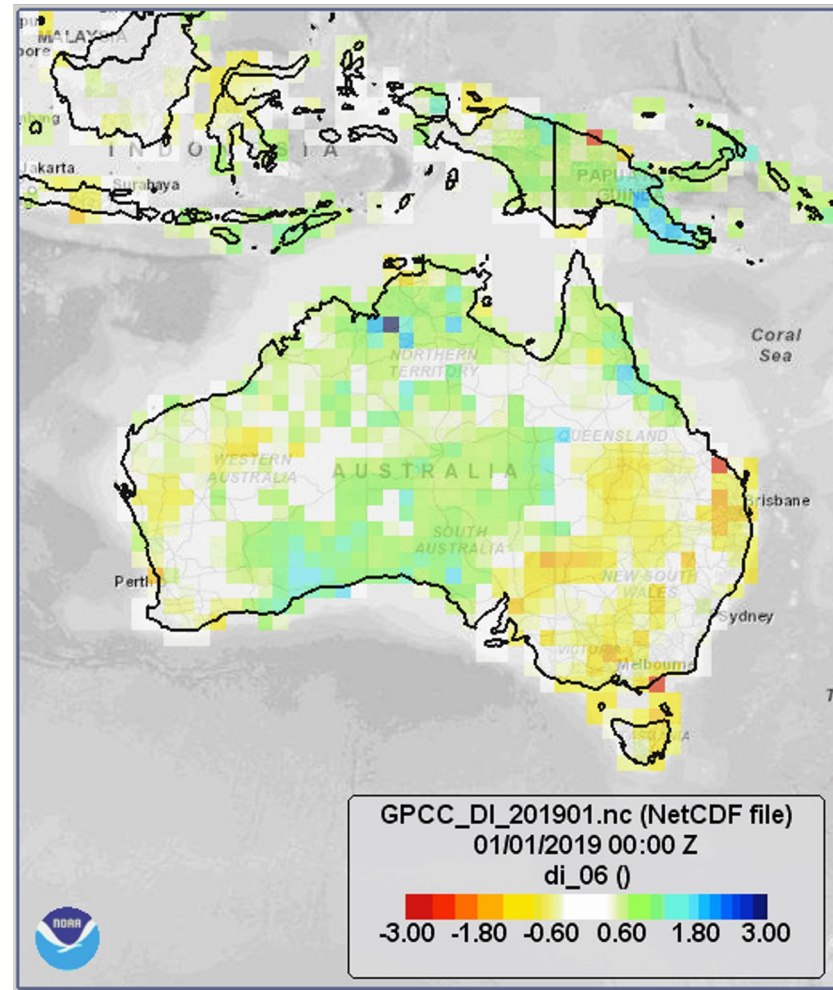 MALAYSIA
INDONESIA
Jakarta
Surabaya
PAPUA
GUINEA
Coral
Sea
NORTHERN
TERRITORY
QUEENSLAND
WESTERN
AUSTRALIA
AUSTRALIA
Brisbane
SOUTH
AUSTRALIA
Perth
NEW SOUTH
WALES
Sydney
VICTORIA
Melbourne
TASMANIA
GPCC_DI_201901.nc (NetCDF file)
01/01/2019 00:00 Z
di_06 ()
-3.00 -1.80 -0.60 0.60 1.80 3.00
NOAA